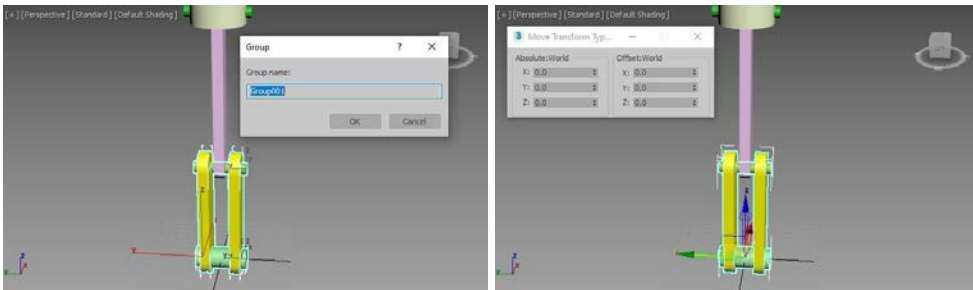 [+] [Perspective] [Standard] [Default Shading]
Group
?
X
Group name:
Group001
OK
Cancel
[+] [Perspective] [Standard] [Default Shading]
3 Move Transform Typ...
Absolute:World
Offset:World
X: 0.0
X: 0.0
Y: 0.0
Y: 0.0
Z: 0.0
Z: 0.0